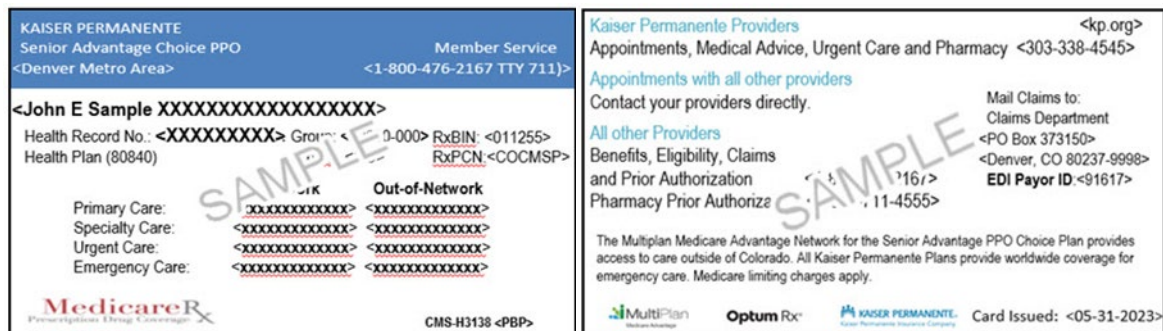 KAISER PERMANENTE
Senior Advantage Choice PPO
Member Service
<Denver Metro Area>
<1-800-476-2167 TTY 711)>
<John E Sample XXXXXXXXXXXXXXXXXX>
Health Record No.: <XXXXXXXXX> Group: < 0-000> RxBIN: <011255>
Health Plan (80840) RxPCN:<COCMSP>
SAMPLE
Out-of-Network
Primary Care: <xxxxxxxxxxxxx> <xxxxxxxxxxxxx>
Specialty Care: <xxxxxxxxxxxxx> <xxxxxxxxxxxxx>
Urgent Care: <xxxxxxxxxxxxx> <xxxxxxxxxxxxx>
Emergency Care: <xxxxxxxxxxxxx> <xxxxxxxxxxxxx>
MedicareRx
Prescription Drug Coverage
CMS-H3138 <PBP>
Kaiser Permanente Providers
<kp.org>
Appointments, Medical Advice, Urgent Care and Pharmacy <303-338-4545>
Appointments with all other providers
Contact your providers directly.
All other Providers
Benefits, Eligibility, Claims
and Prior Authorization
Pharmacy Prior 11-4555>
Mail Claims to:
Claims Department
<PO Box 373150>
<Denver, CO 80237-9998>
EDI Payor ID:<91617>
SAMPLE
The Multiplan Medicare Advantage Network for the Senior Advantage PPO Choice Plan provides
access to care outside of Colorado. All Kaiser Permanente Plans provide worldwide coverage for
emergency care. Medicare limiting charges apply.
MultiPlan
Medicare Advantage
Optum Rx
KAISER PERMANENTE.
Kaiser Permanente Insurance Company
Card Issued: <05-31-2023>